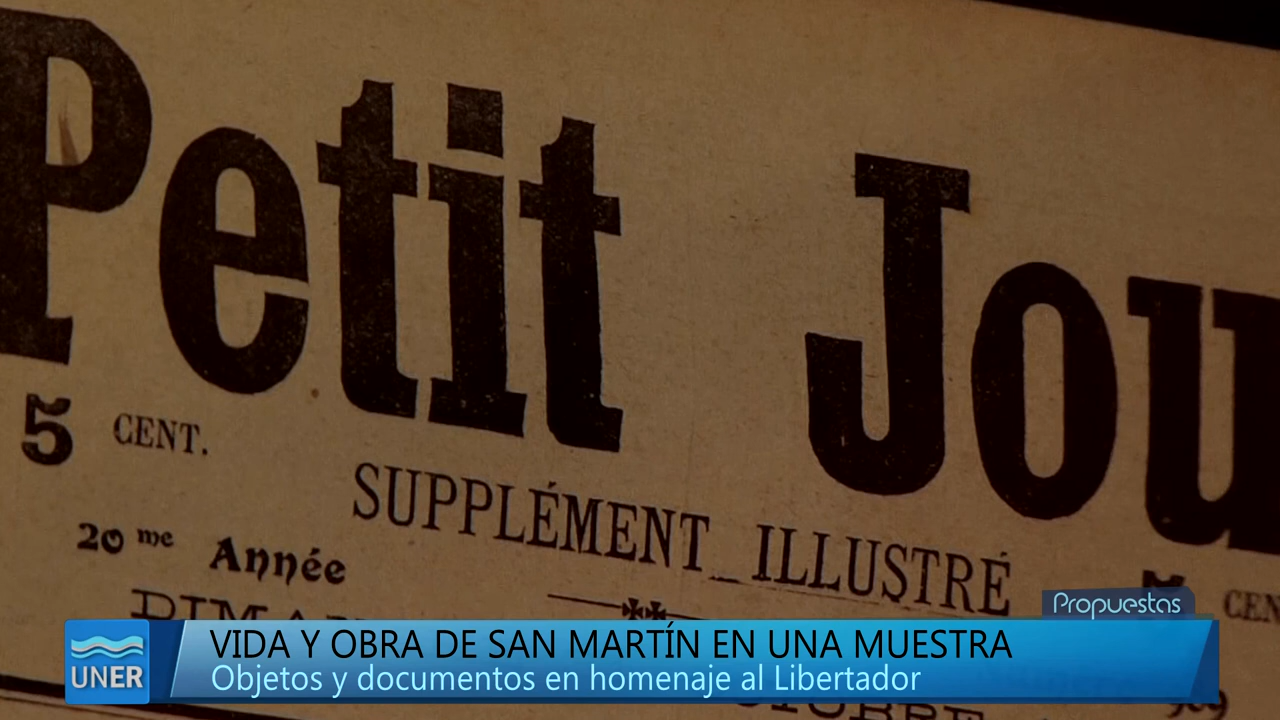 Petit Jou
5 CENT.
SUPPLÉMENT ILLUSTRÉ
20me Année
Propuestas
UNER
VIDA Y OBRA DE SAN MARTÍN EN UNA MUESTRA
Objetos y documentos en homenaje al Libertador